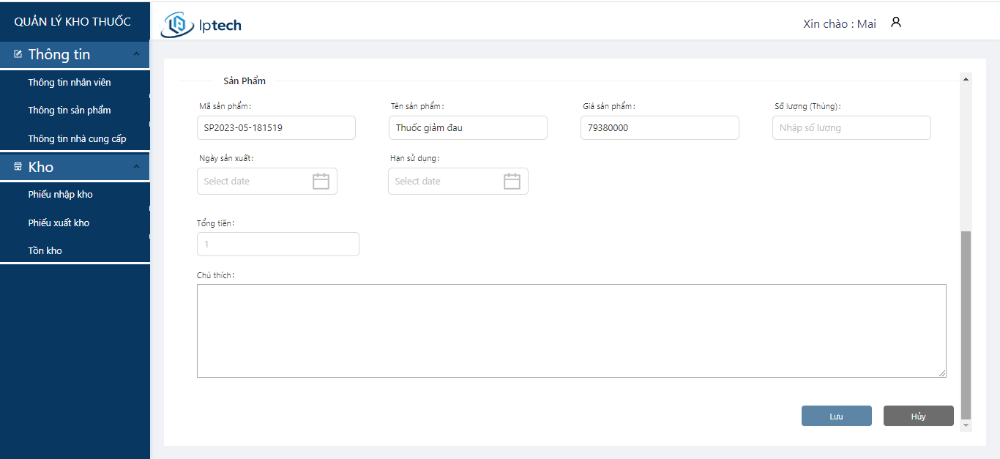 QUẢN LÝ KHO THUỐC
Thông tin
Thông tin nhân viên
Thông tin sản phẩm
Thông tin nhà cung cấp
Kho
Phiếu nhập kho
Phiếu xuất kho
Tồn kho
Iptech
Xin chào : Mai
Sản Phẩm
Mã sản phẩm: Tên sản phẩm: Giá sản phẩm: Số lượng (Thùng):
SP2023-05-181519 Thuốc giảm đau 79380000 Nhập số lượng
Ngày sản xuất: Hạn sử dụng:
Select date Select date
Tổng tiền:
1
Chú thích:
Lưu Hủy